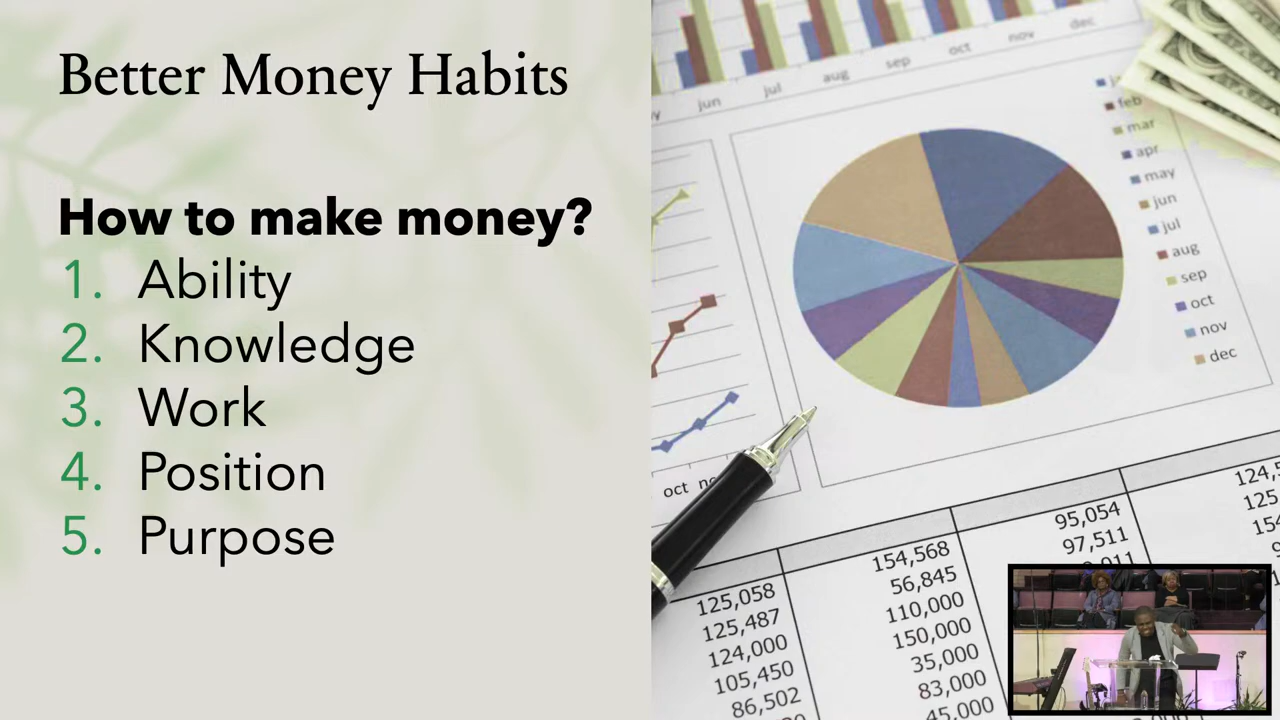 Better Money Habits
How to make money?
1. Ability
2. Knowledge
3. Work
4. Position
5. Purpose
jun
jul
aug
sep
oct
nov
dec
feb
mar
apr
may
jun
jul
aug
sep
oct
nov
dec
oct
125,058
125,487
124,000
105,450
86,502
154,568
56,845
110,000
150,000
35,000
83,000
45,000
95,054
97,511